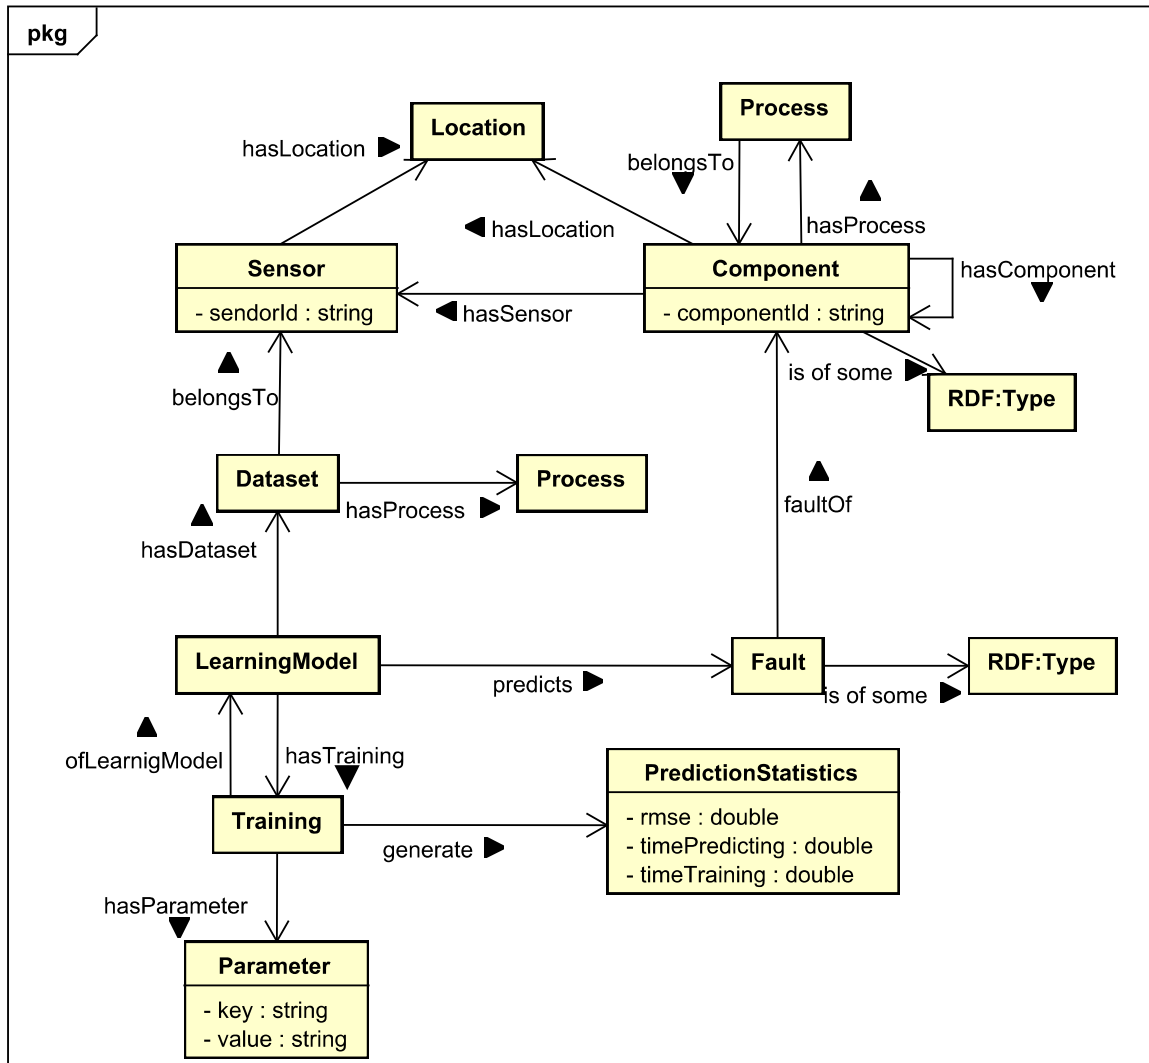 pkg
Location
Process
hasLocation
belongsTo
hasLocation
hasProcess
Sensor
- sendorId : string
Component
- componentId : string
hasComponent
hasSensor
is of some
RDF:Type
belongsTo
Dataset
Process
hasProcess
faultOf
hasDataset
LearningModel
Fault
RDF:Type
predicts
is of some
ofLearnigModel
hasTraining
PredictionStatistics
- rmse : double
- timePredicting : double
- timeTraining : double
Training
generate
hasParameter
Parameter
- key : string
- value : string